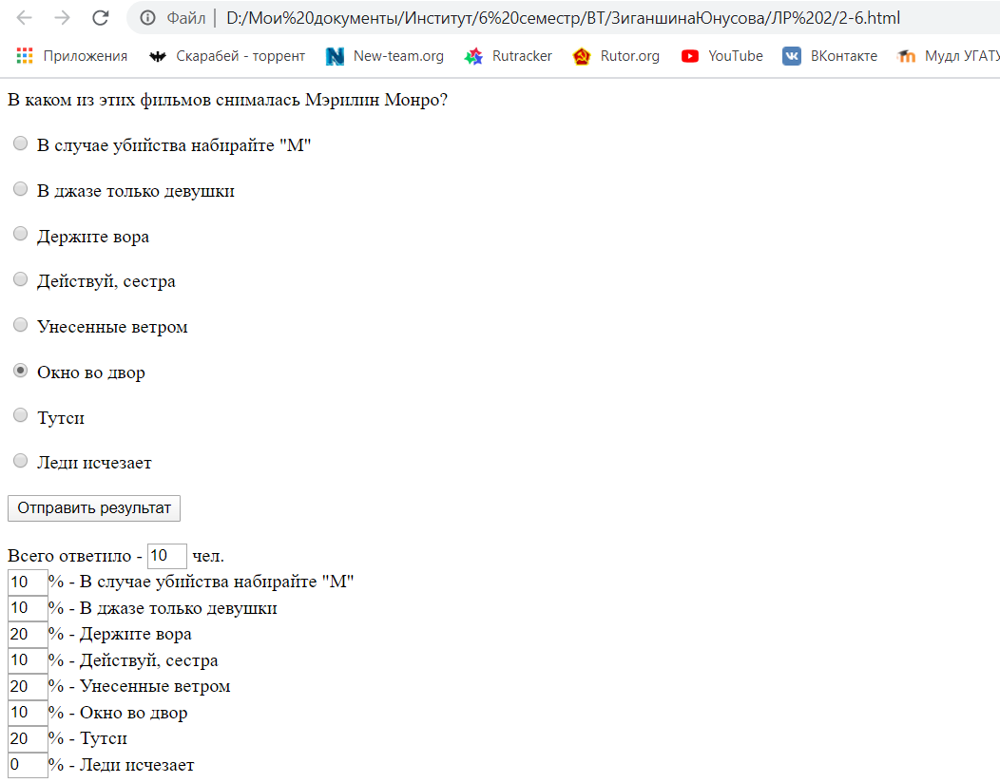 Файл | D:/Мои%20документы/Институт/6%20семестр/ВТ/ЗиганшинаЮнусова/ЛР%202/2-6.html
Приложения Скарабей - торрент New-team.org Rutracker Rutor.org YouTube ВКонтакте Мудл УГАТУ
В каком из этих фильмов снималась Мэрилин Монро?
В случае убийства набирайте "М"
В джазе только девушки
Держите вора
Действуй, сестра
Унесенные ветром
Окно во двор
Тутси
Леди исчезает
Отправить результат
Всего ответило - 10 чел.
10 % - В случае убийства набирайте "М"
10 % - В джазе только девушки
20 % - Держите вора
10 % - Действуй, сестра
20 % - Унесенные ветром
10 % - Окно во двор
20 % - Тутси
0 % - Леди исчезает